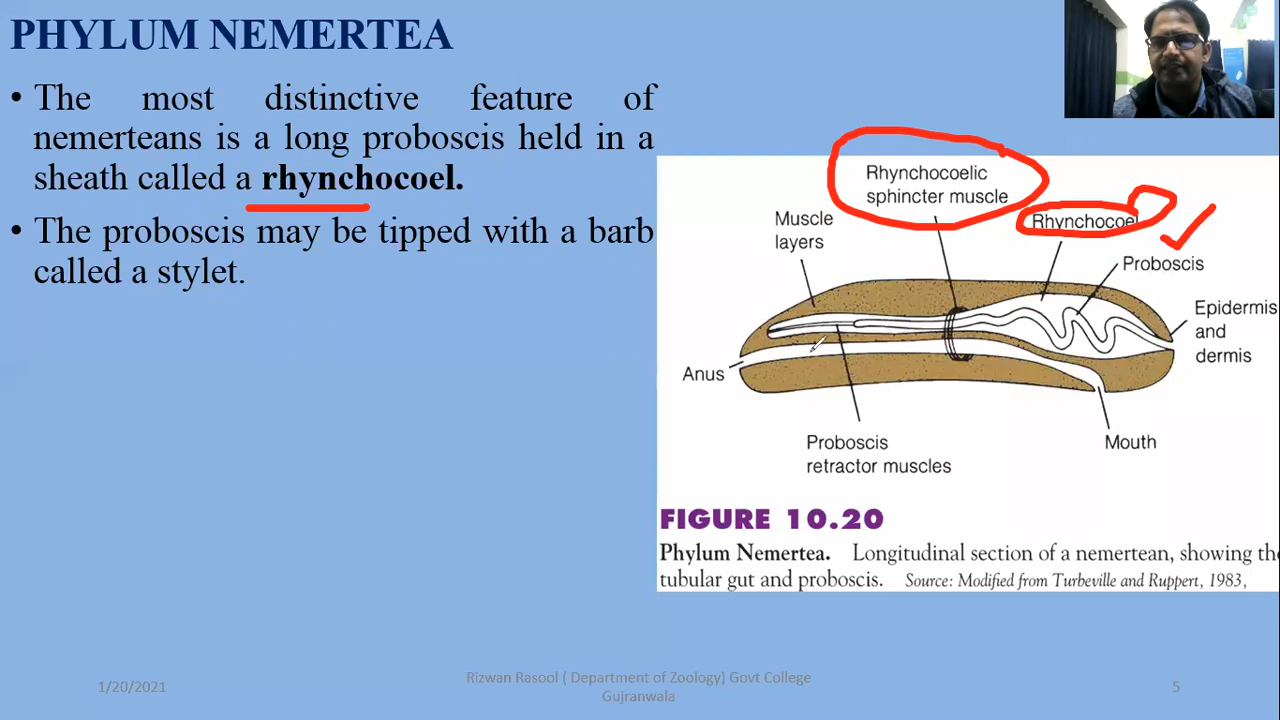 PHYLUM NEMERTEA
• The most distinctive feature of
nemerteans is a long proboscis held in a
sheath called a rhynchocoel.
• The proboscis may be tipped with a barb
called a stylet.
Rhynchocoelic
sphincter muscle
Muscle
layers
Rhynchocoel
Proboscis
Epidermis
and
dermis
Anus
Proboscis
retractor muscles
Mouth
FIGURE 10.20
Phylum Nemertea. Longitudinal section of a nemertean, showing the
tubular gut and proboscis. Source: Modified from Turbeville and Ruppert, 1983,
1/20/2021
Rizwan Rasool ( Department of Zoology) Govt College
Gujranwala
5